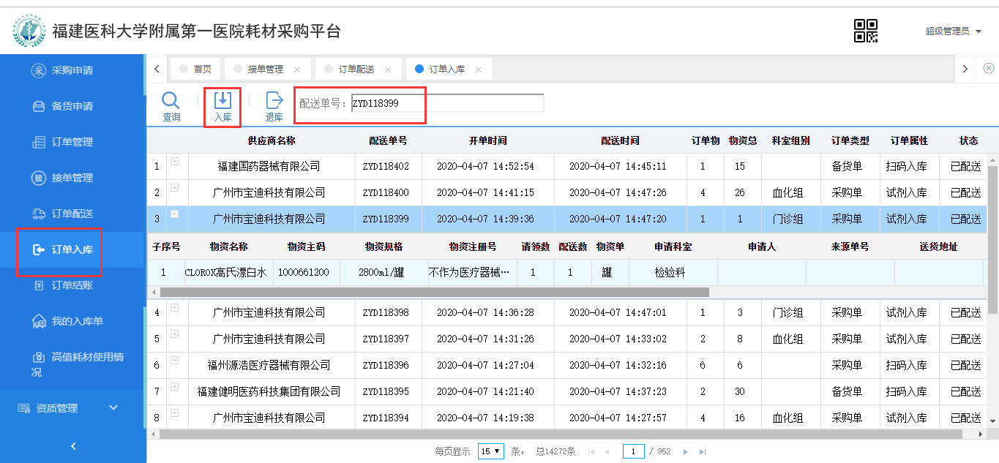 福建医科大学附属第一医院耗材采购平台
超级管理员
采购申请
备货申请
订单管理
接单管理
订单配送
订单入库
订单结账
我的入库单
高值耗材使用情
况
资质管理
首页 接单管理 × 订单配送 × 订单入库 ×
查询 入库 退库 配送单号: ZYD118399
供应商名称 配送单号 开单时间 配送时间 订单物 物资总 科室组别 订单类型 订单属性 状态
1 福建国药器械有限公司 ZYD118402 2020-04-07 14:52:54 2020-04-07 14:45:11 1 15 备货单 扫码入库 已配送
2 广州市宝迪科技有限公司 ZYD118400 2020-04-07 14:41:15 2020-04-07 14:47:26 4 26 血化组 采购单 试剂入库 已配送
3 广州市宝迪科技有限公司 ZYD118399 2020-04-07 14:39:36 2020-04-07 14:47:20 1 1 门诊组 采购单 试剂入库 已配送
子序号 物资名称 物资主码 物资规格 物资注册号 请领数 配送数 物资单 申请科室 申请人 来源单号 送货地址
1 CLOROX高氏漂白水 1000661200 2800ml/罐 不作为医疗器械… 1 1 罐 检验科
4 广州市宝迪科技有限公司 ZYD118398 2020-04-07 14:36:28 2020-04-07 14:47:01 1 3 门诊组 采购单 试剂入库 已配送
5 广州市宝迪科技有限公司 ZYD118397 2020-04-07 14:31:26 2020-04-07 14:33:02 2 8 血化组 采购单 试剂入库 已配送
6 福州源浩医疗器械有限公司 ZYD118396 2020-04-07 14:27:04 2020-04-07 14:32:16 6 6 采购单 扫码入库 已配送
7 福建健明医药科技集团有限公司 ZYD118395 2020-04-07 14:21:40 2020-04-07 14:37:23 2 30 备货单 扫码入库 已配送
8 广州市宝迪科技有限公司 ZYD118394 2020-04-07 14:19:38 2020-04-07 14:27:57 4 16 血化组 采购单 试剂入库 已配送
每页显示 15 条, 总14272条 1 / 952